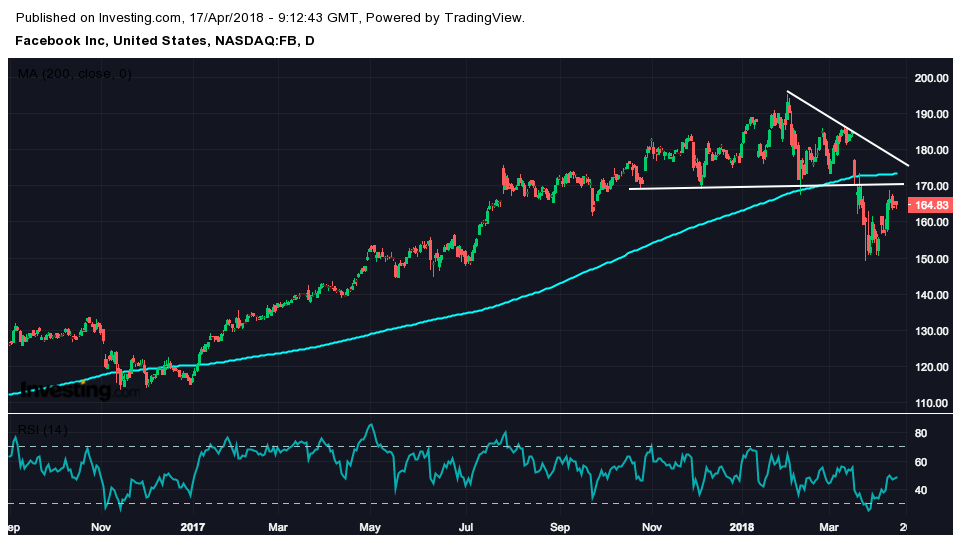 Published on Investing.com, 17/Apr/2018 - 9:12:43 GMT, Powered by TradingView.
Facebook Inc, United States, NASDAQ:FB, D
MA (200, close, 0)
200.00
190.00
180.00
170.00
164.83
160.00
150.00
140.00
130.00
120.00
110.00
Investing.com
RSI (14)
80
60
40
ep Nov 2017 Mar May Jul Sep Nov 2018 Mar 2